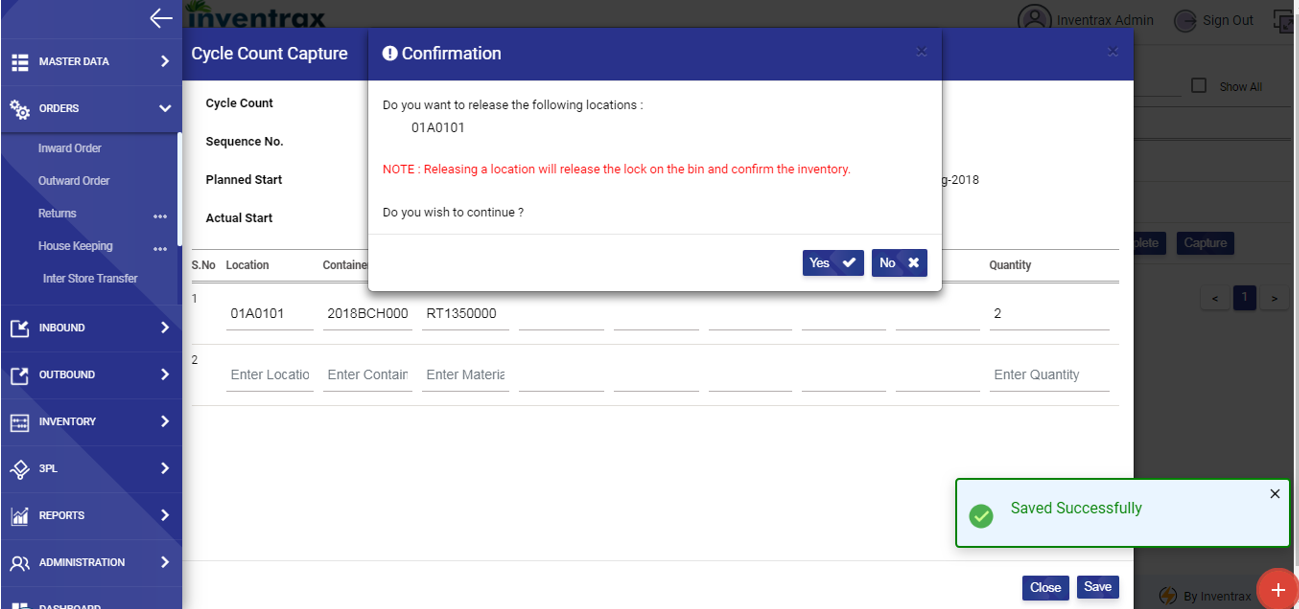 inventrax
Inventrax Admin
Sign Out
MASTER DATA
ORDERS
Inward Order
Outward Order
Returns
House Keeping
Inter Store Transfer
INBOUND
OUTBOUND
INVENTORY
3PL
REPORTS
ADMINISTRATION
DASHBOARD
Cycle Count Capture
Cycle Count
Sequence No.
Planned Start
g-2018
Actual Start
Confirmation
Do you want to release the following locations :
01A0101
NOTE : Releasing a location will release the lock on the bin and confirm the inventory.
Do you wish to continue ?
Yes No
Show All
plete Capture
< 1 >
S.No Location Containe Quantity
1 01A0101 2018BCH000 RT1350000 2
2 Enter Locatio Enter Contain Enter Materia Enter Quantity
Saved Successfully
Close Save
By Inventrax